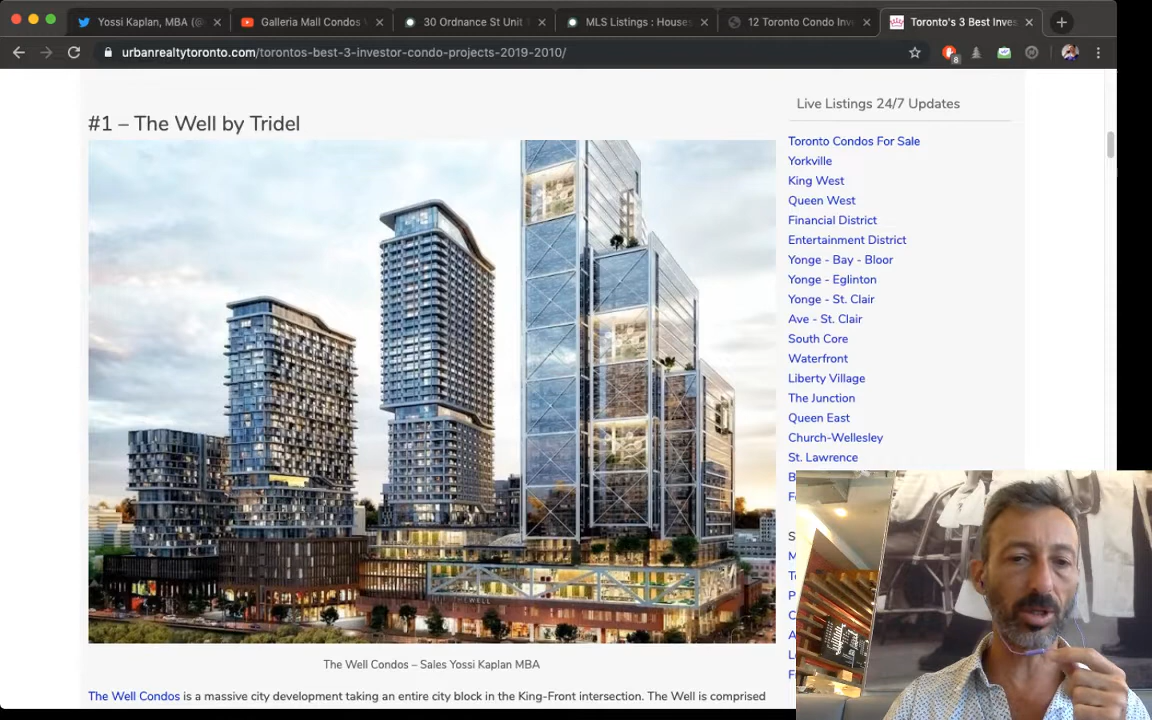 Yossi Kaplan, MBA (@
Galleria Mall Condos
30 Ordnance St Unit
MLS Listings : House
12 Toronto Condo Inv
Toronto's 3 Best Inves
urbanrealtytoronto.com/torontos-best-3-investor-condo-projects-2019-2010/
8
#1 – The Well by Tridel
The Well Condos – Sales Yossi Kaplan MBA
The Well Condos is a massive city development taking an entire city block in the King-Front intersection. The Well is comprised
Live Listings 24/7 Updates
Toronto Condos For Sale
Yorkville
King West
Queen West
Financial District
Entertainment District
Yonge - Bay - Bloor
Yonge - Eglinton
Yonge - St. Clair
Ave - St. Clair
South Core
Waterfront
Liberty Village
The Junction
Queen East
Church-Wellesley
St. Lawrence